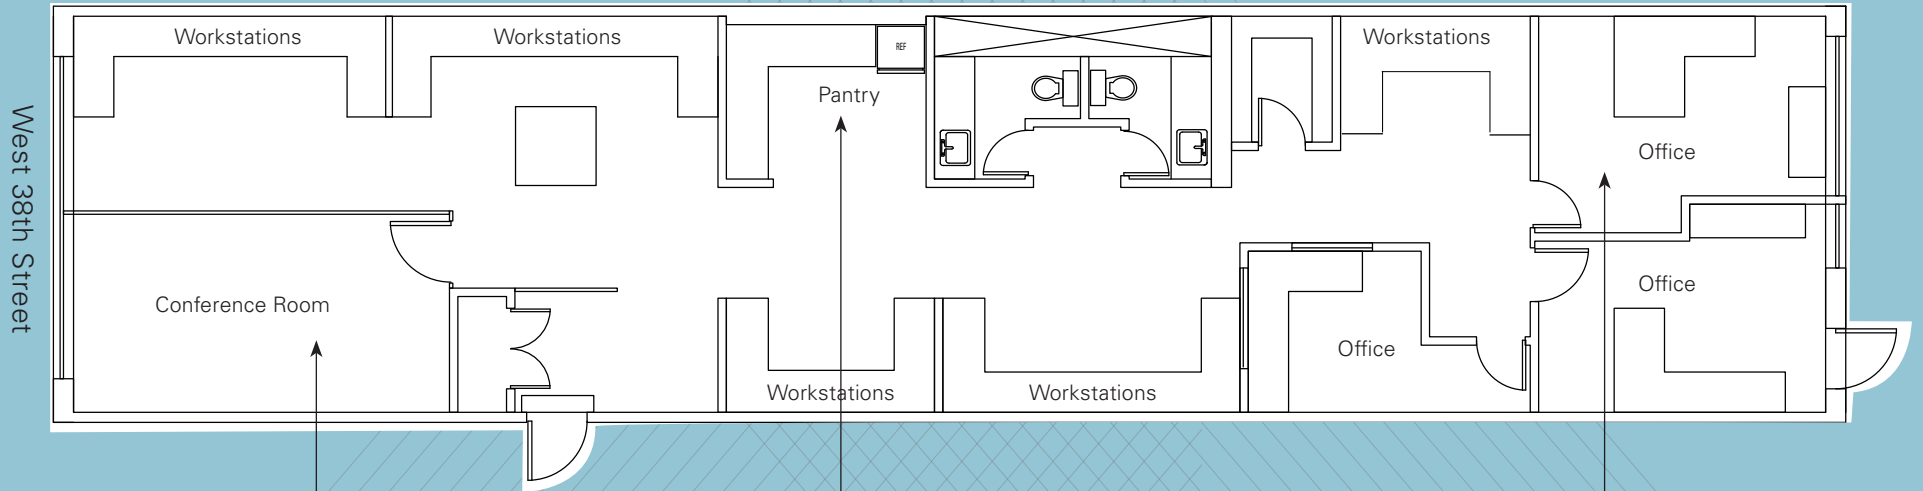 West 38th Street
Workstations
Workstations
REF
Pantry
Workstations
Office
Office
Conference Room
Office
Workstations
Workstations